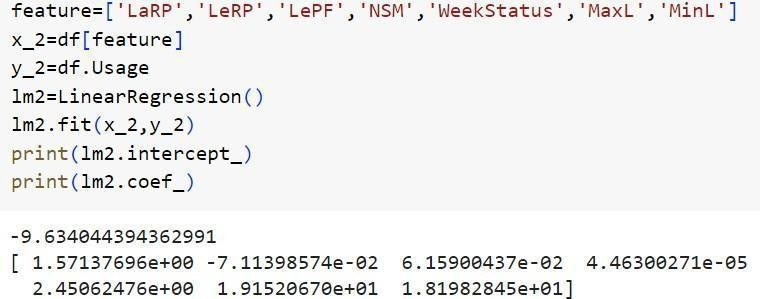 feature=['LaRP','LeRP','LePF','NSM','WeekStatus','MaxL','MinL']
x_2=df[feature]
y_2=df.Usage
lm2=LinearRegression()
lm2.fit(x_2,y_2)
print(lm2.intercept_)
print(lm2.coef_)
-9.634044394362991
[ 1.57137696e+00 -7.11398574e-02  6.15900437e-02  4.46300271e-05
  2.45062476e+00  1.91520670e+01  1.81982845e+01]